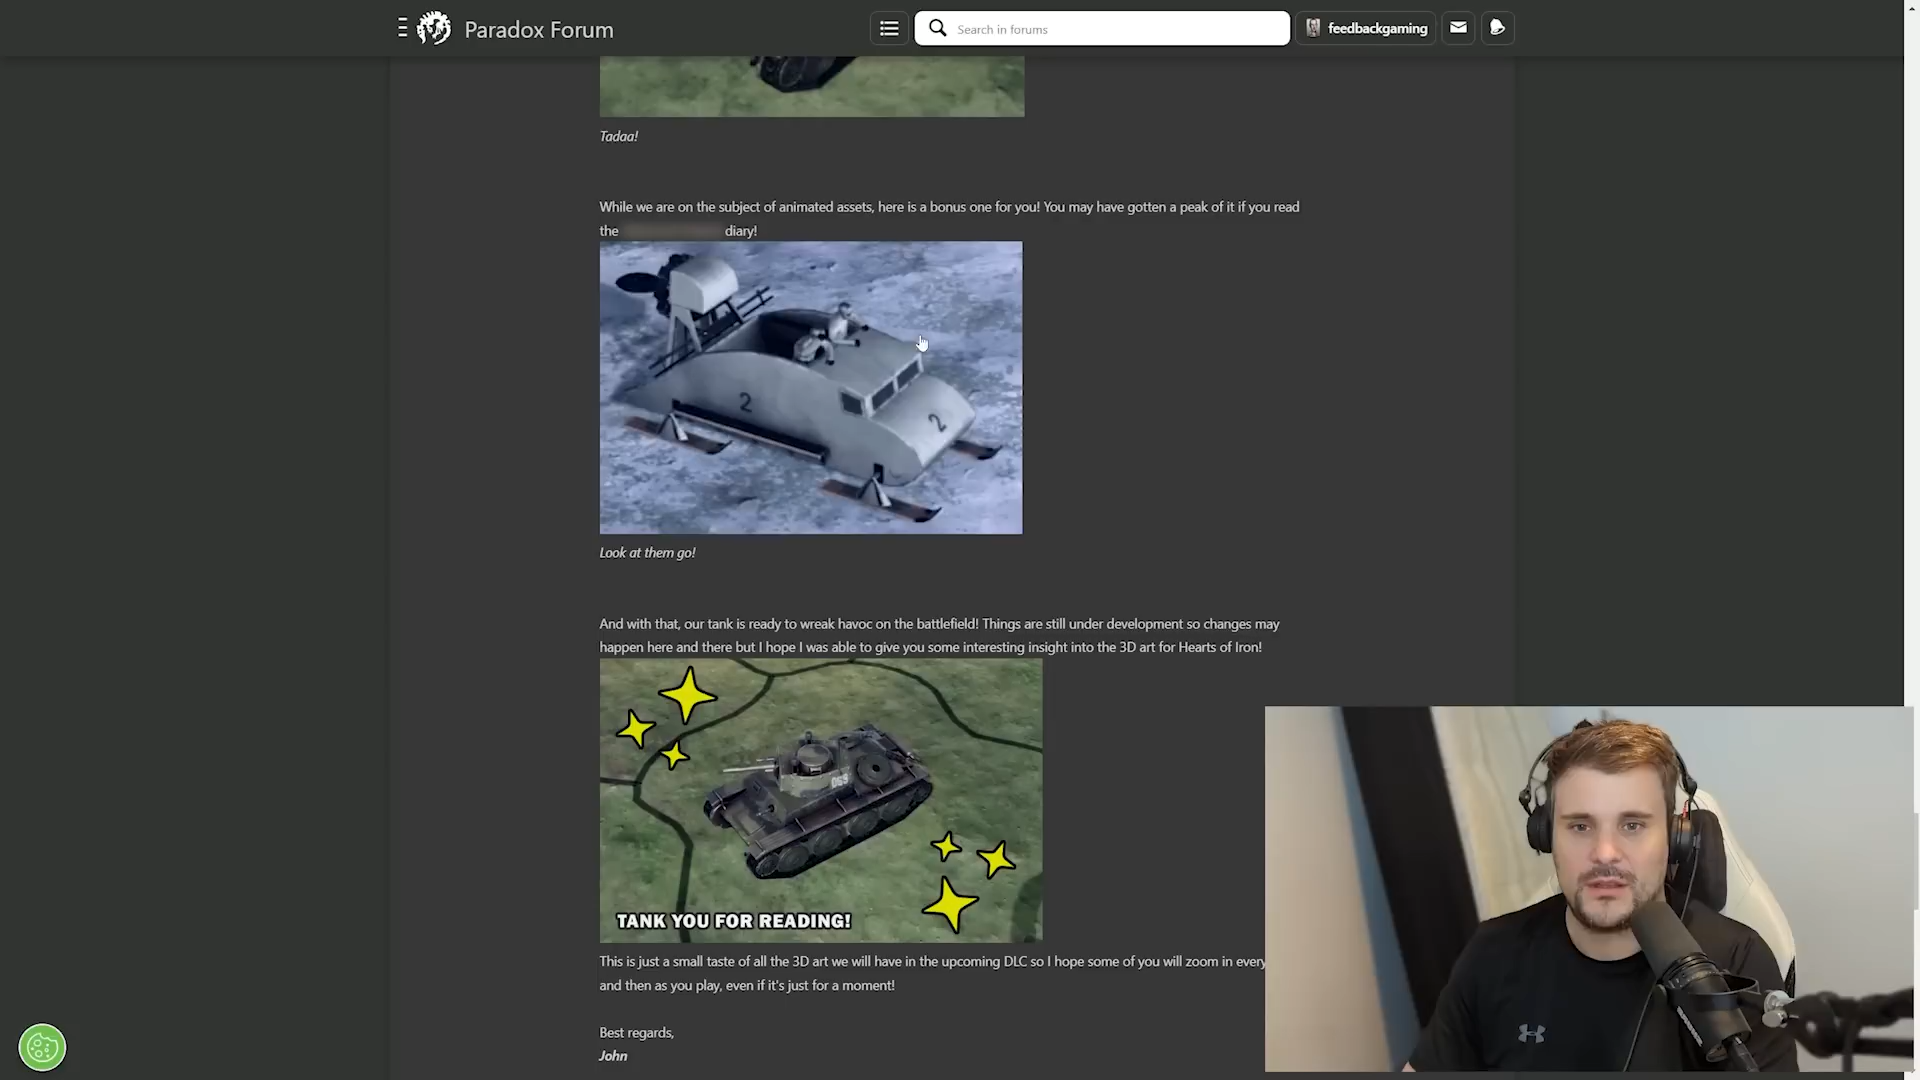 Paradox Forum
Search in forums
feedbackgaming
Tadaa!
While we are on the subject of animated assets, here is a bonus one for you! You may have gotten a peak of it if you read
the diary!
2
2
Look at them go!
And with that, our tank is ready to wreak havoc on the battlefield! Things are still under development so changes may
happen here and there but I hope I was able to give you some interesting insight into the 3D art for Hearts of Iron!
TANK YOU FOR READING!
This is just a small taste of all the 3D art we will have in the upcoming DLC so I hope some of you will zoom in every
and then as you play, even if it's just for a moment!
Best regards,
John